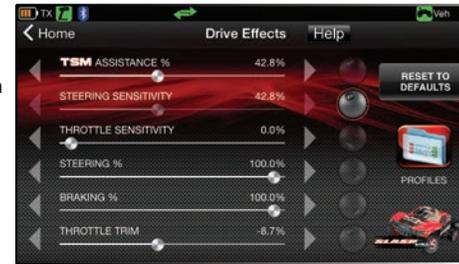 TX Veh
Home Drive Effects Help
TSM ASSISTANCE % 42.8%
STEERING SENSITIVITY 42.8%
THROTTLE SENSITIVITY 0.0%
STEERING % 100.0%
BRAKING % 100.0%
THROTTLE TRIM -8.7%
RESET TO
DEFAULTS
PROFILES
SLASH